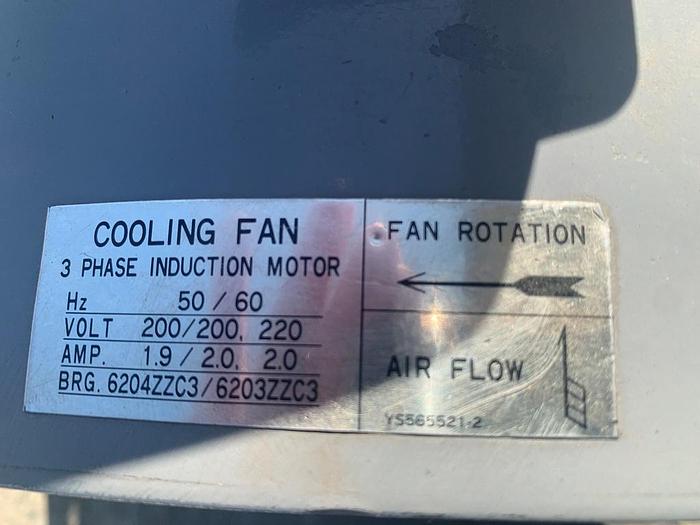 COOLING FAN
3 PHASE INDUCTION MOTOR
Hz 50 / 60
VOLT 200/200, 220
AMP. 1.9 / 2.0, 2.0
BRG. 6204ZZC3/6203ZZC3
FAN ROTATION
AIR FLOW
YS565521-2